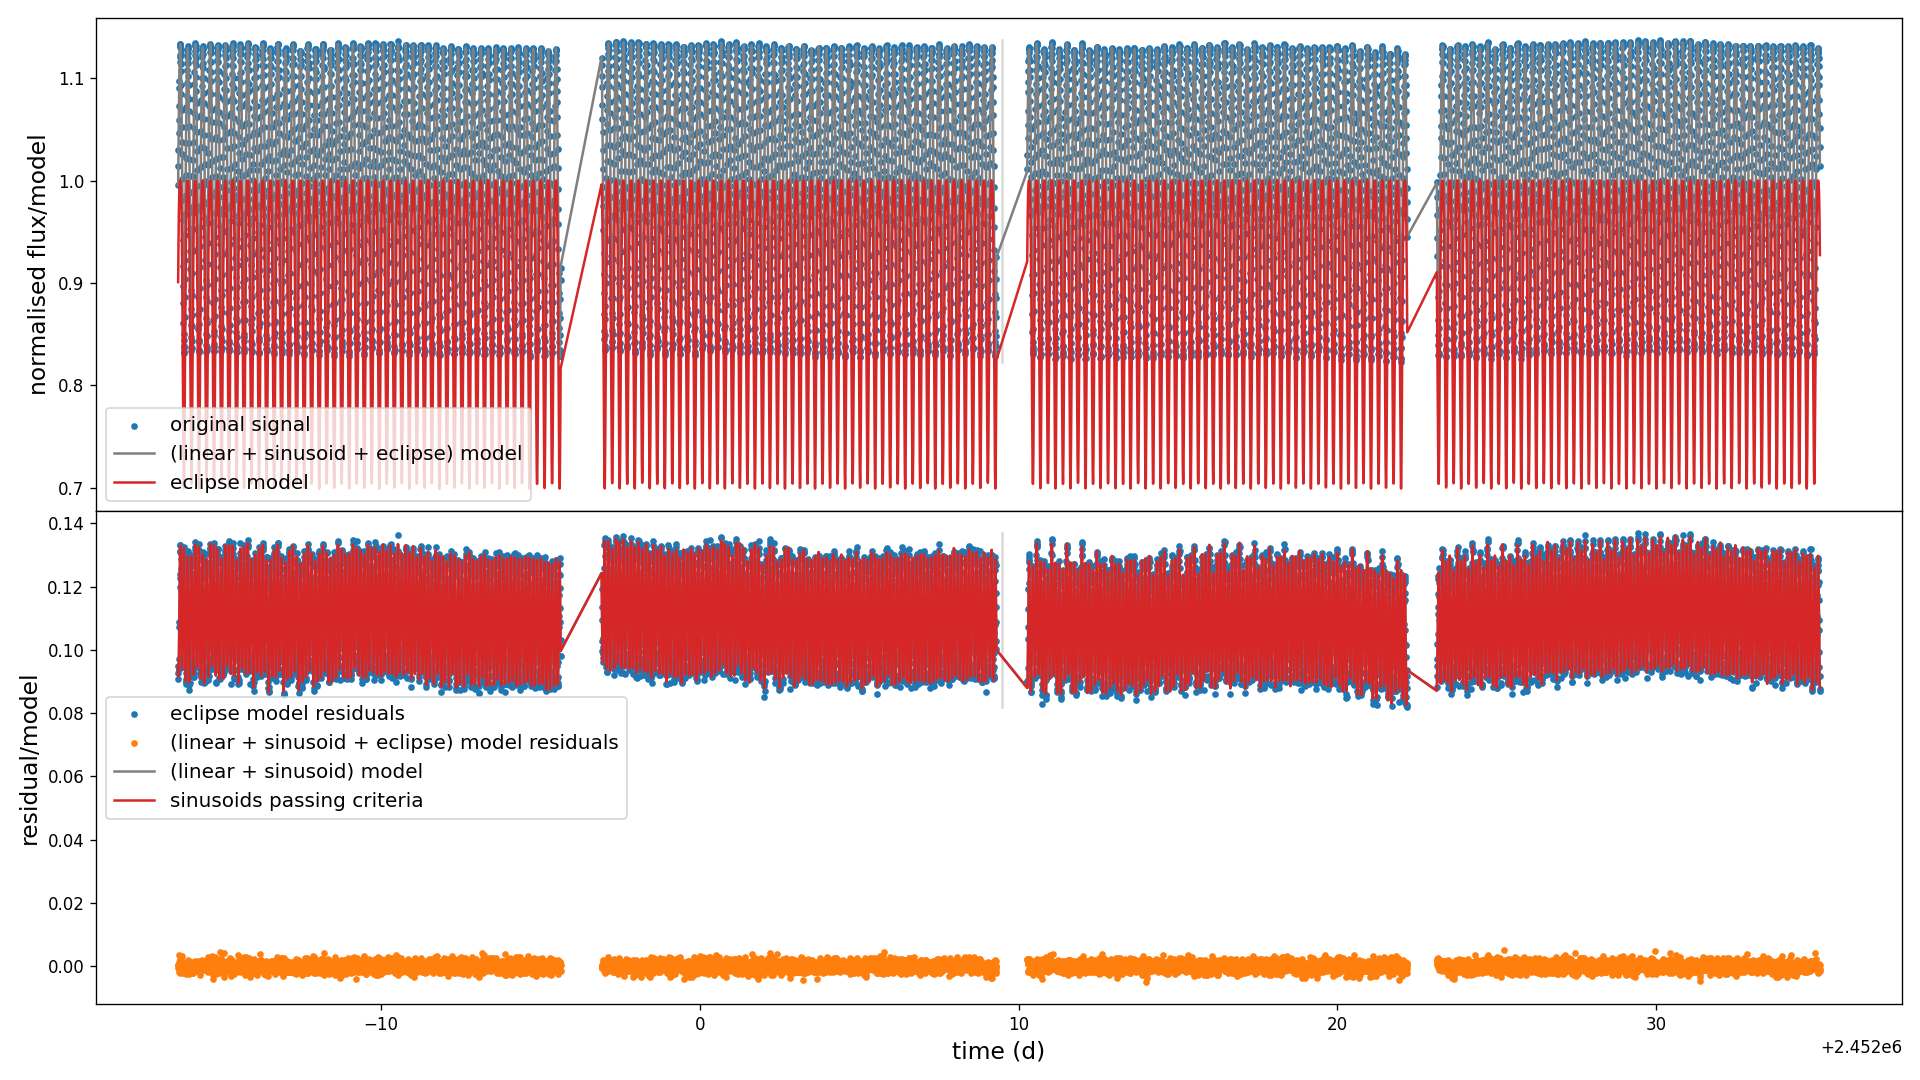 normalised flux/model
1.1
1.0
0.9
0.8
0.7
original signal
(linear + sinusoid + eclipse) model
eclipse model
residual/model
0.14
0.12
0.10
0.08
0.06
0.04
0.02
0.00
eclipse model residuals
(linear + sinusoid + eclipse) model residuals
(linear + sinusoid) model
sinusoids passing criteria
−10
0
10
20
30
time (d)
+2.452e6